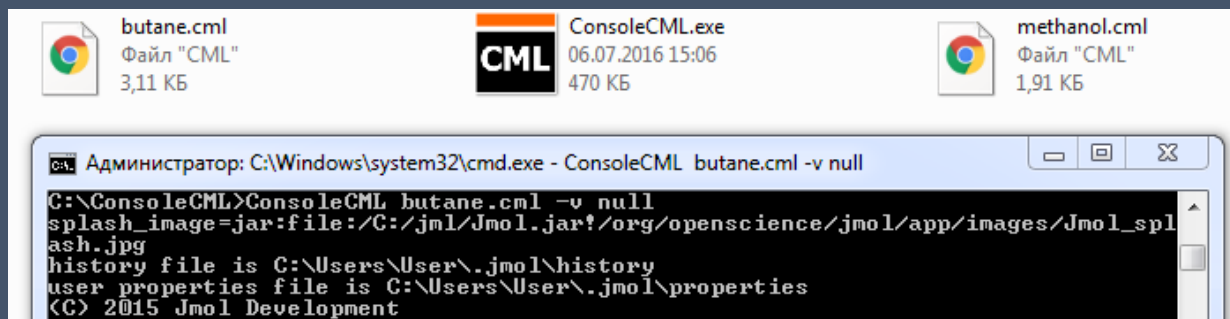 butane.cml
Файл "CML"
3,11 КБ
CML
ConsoleCML.exe
06.07.2016 15:06
470 КБ
methanol.cml
Файл "CML"
1,91 КБ
C:\. Администратор: C:\Windows\system32\cmd.exe - ConsoleCML  butane.cml -v null
C:\ConsoleCML>ConsoleCML butane.cml -v null
splash_image=jar:file:/C:/jml/Jmol.jar!/org/openscience/jmol/app/images/Jmol_spl
ash.jpg
history file is C:\Users\User\.jmol\history
user properties file is C:\Users\User\.jmol\properties
(C) 2015 Jmol Development